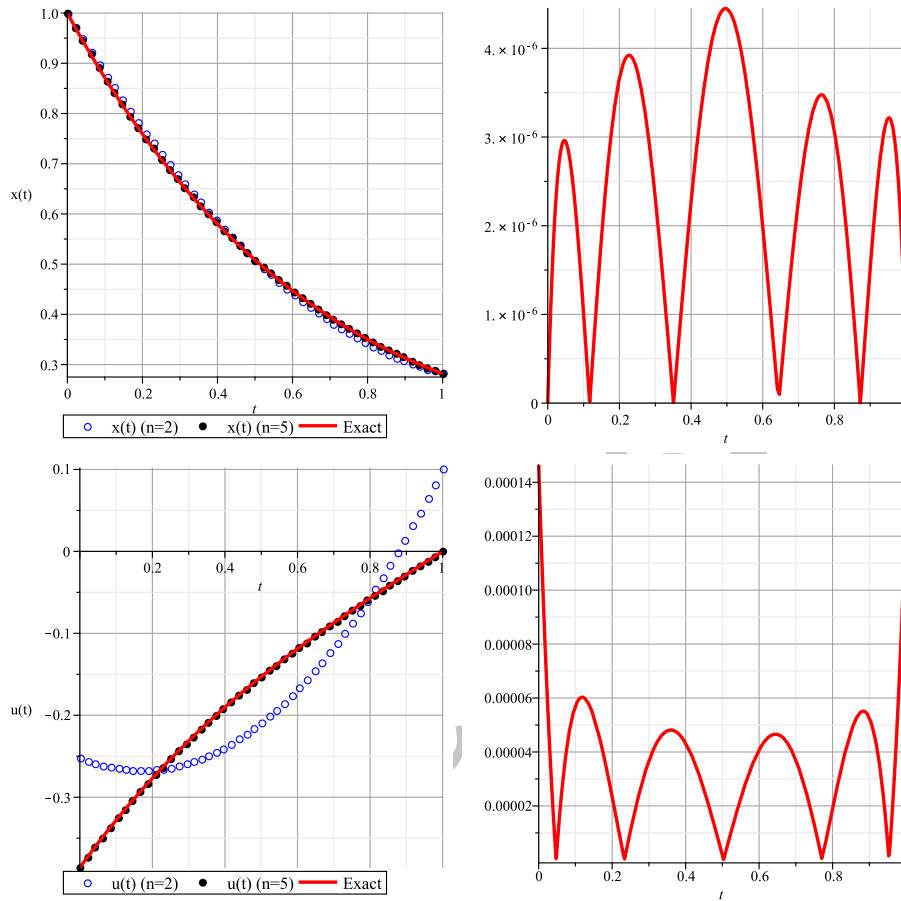 1.0
0.9
0.8
0.7
x(t)
0.6
0.5
0.4
0.3
0 0.2 0.4 0.6 0.8 1
t
x(t) (n=2) x(t) (n=5) Exact
4. × 10⁻⁶
3. × 10⁻⁶
2. × 10⁻⁶
1. × 10⁻⁶
0
0 0.2 0.4 0.6 0.8
t
0.1
0
0.2 0.4 0.6 0.8 1
t
−0.1
u(t)
−0.2
−0.3
u(t) (n=2) u(t) (n=5) Exact
0.00014
0.00012
0.00010
0.00008
0.00006
0.00004
0.00002
0 0.2 0.4 0.6 0.8
t